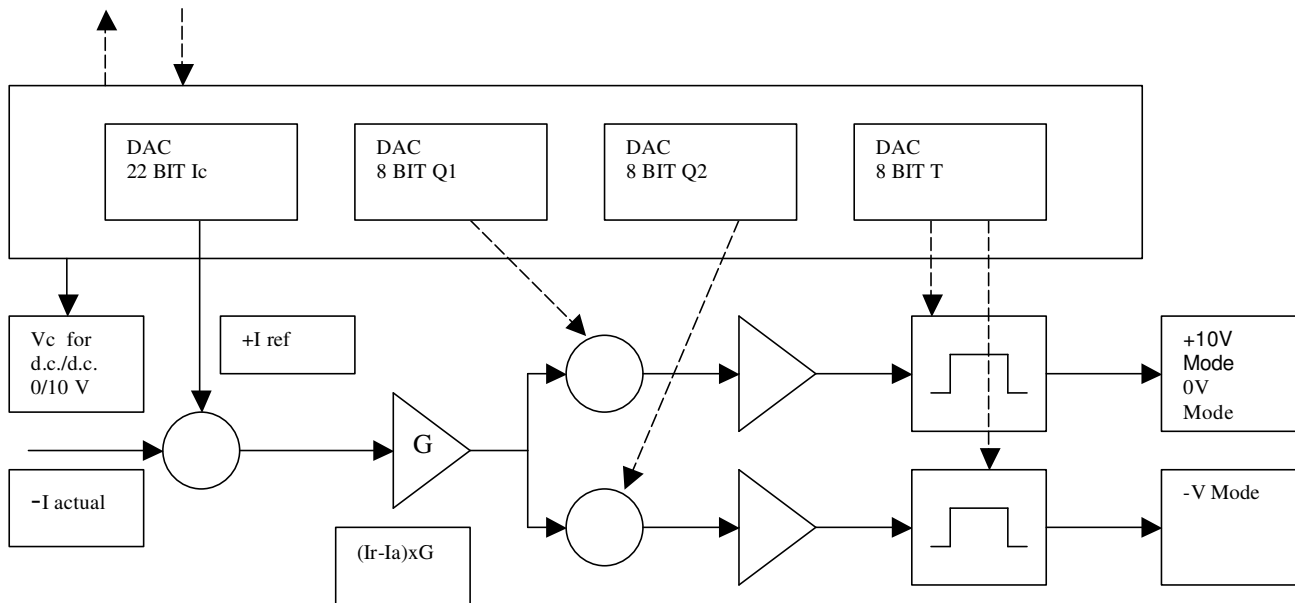 DAC
22 BIT Ic
DAC
8 BIT Q1
DAC
8 BIT Q2
DAC
8 BIT T
Vc for
d.c./d.c.
0/10 V
+I ref
+10V
Mode
0V
Mode
G
-I actual
-V Mode
(Ir-Ia)xG